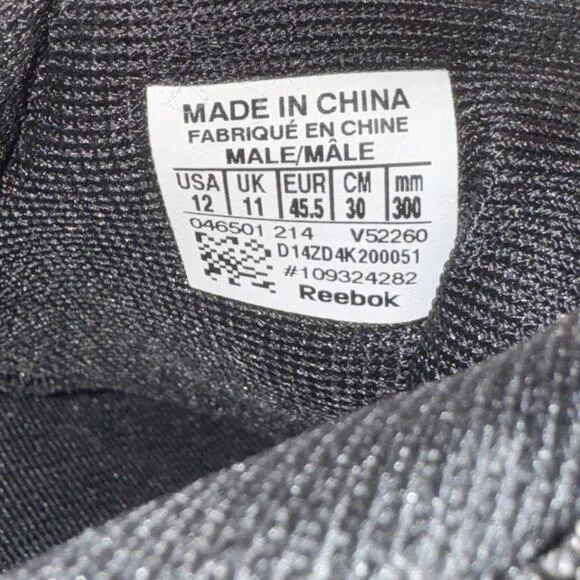 MADE IN CHINA
FABRIQUÉ EN CHINE
MALE/MÂLE
USA UK EUR CM mm
12 11 45.5 30 300
046501 214 V52260
D14ZD4K200051
#109324282
Reebok